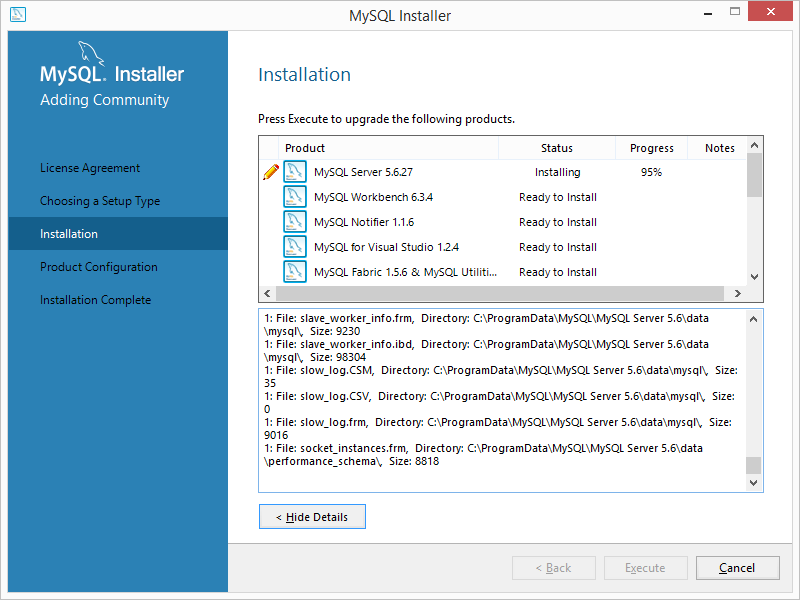 MySQL Installer
MySQL. Installer
Adding Community
License Agreement
Choosing a Setup Type
Installation
Product Configuration
Installation Complete
Installation
Press Execute to upgrade the following products.
Product Status Progress Notes
MySQL Server 5.6.27 Installing 95%
MySQL Workbench 6.3.4 Ready to Install
MySQL Notifier 1.1.6 Ready to Install
MySQL for Visual Studio 1.2.4 Ready to Install
MySQL Fabric 1.5.6 & MySQL Utiliti... Ready to Install
1: File: slave_worker_info.frm, Directory: C:\ProgramData\MySQL\MySQL Server 5.6\data
\mysql\, Size: 9230
1: File: slave_worker_info.ibd, Directory: C:\ProgramData\MySQL\MySQL Server 5.6\data
\mysql\, Size: 98304
1: File: slow_log.CSM, Directory: C:\ProgramData\MySQL\MySQL Server 5.6\data\mysql\, Size:
35
1: File: slow_log.CSV, Directory: C:\ProgramData\MySQL\MySQL Server 5.6\data\mysql\, Size:
0
1: File: slow_log.frm, Directory: C:\ProgramData\MySQL\MySQL Server 5.6\data\mysql\, Size:
9016
1: File: socket_instances.frm, Directory: C:\ProgramData\MySQL\MySQL Server 5.6\data
\performance_schema\, Size: 8818
< Hide Details
< Back Execute Cancel